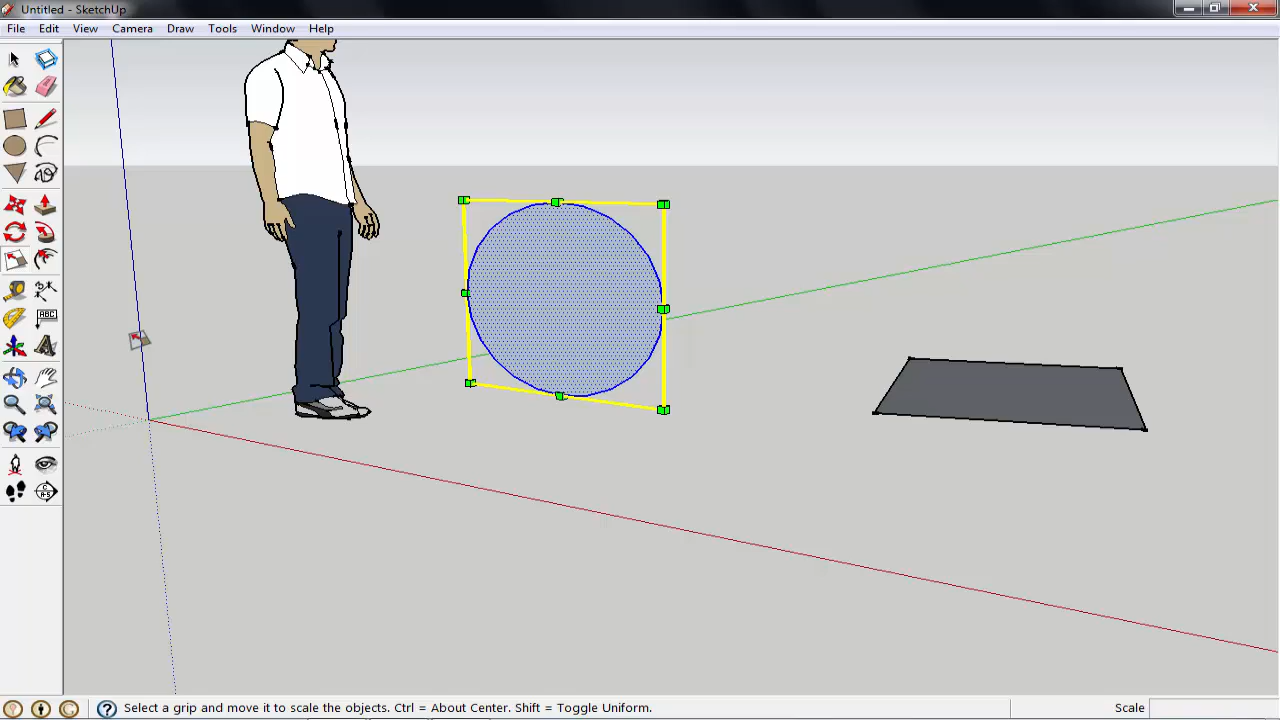 Untitled - SketchUp
File Edit View Camera Draw Tools Window Help
ABC
Select a grip and move it to scale the objects. Ctrl = About Center. Shift = Toggle Uniform.
Scale